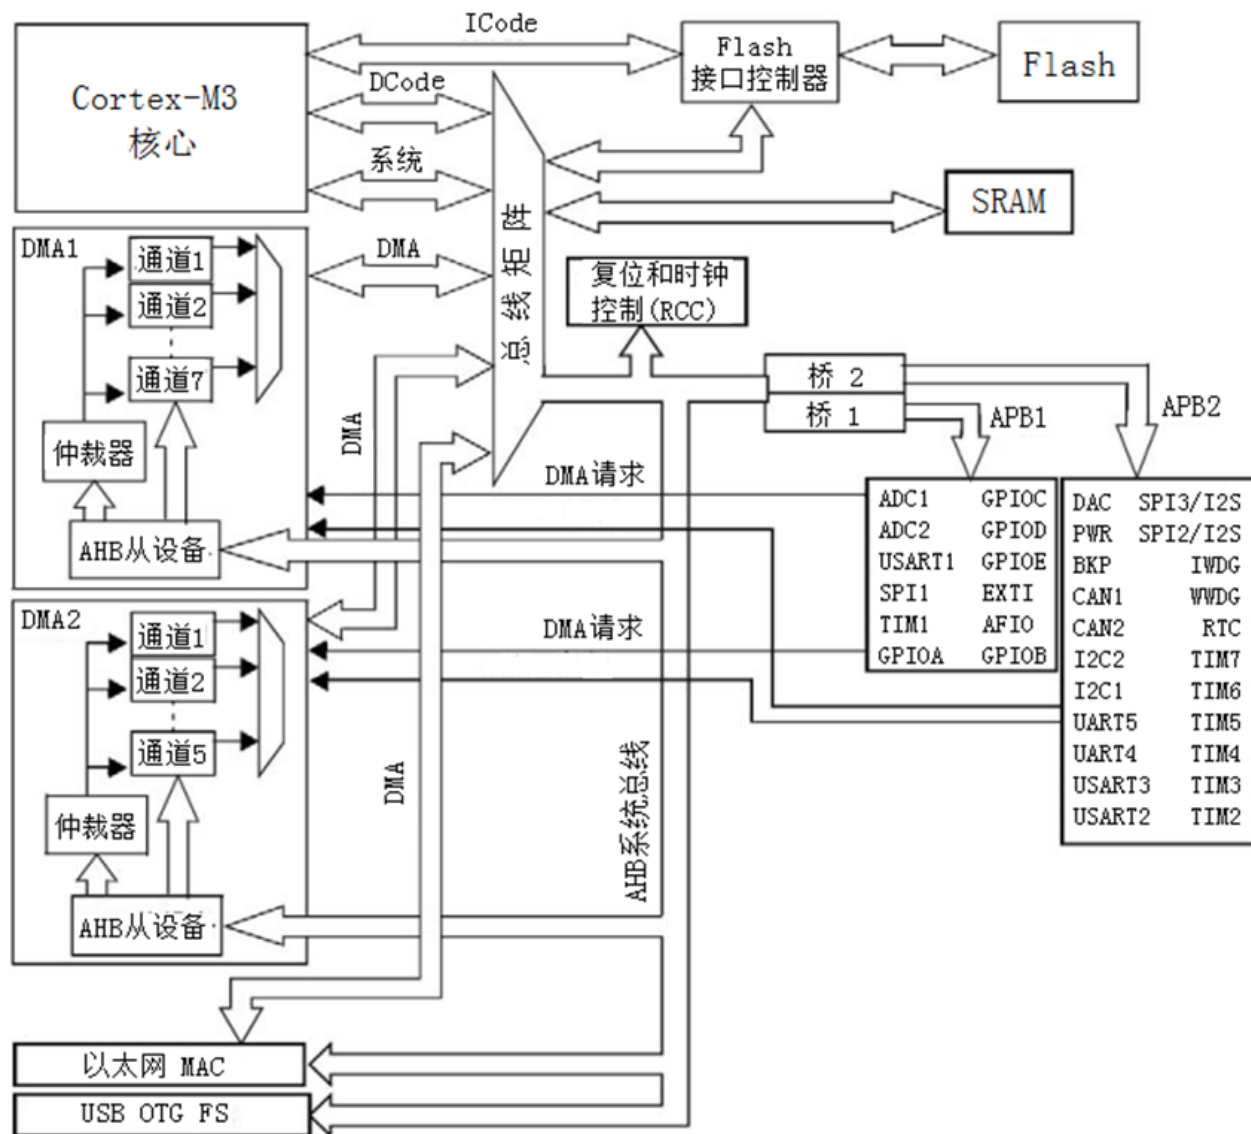 ICode
Cortex-M3
核心
Flash
接口控制器
Flash
DCode
系统
SRAM
DMA
总线矩阵
复位和时钟
控制(RCC)
桥 2
桥 1
APB1
APB2
DMA1
通道1
通道2
通道7
仲裁器
AHB从设备
DMA
DMA请求
ADC1 GPIOC
ADC2 GPIOD
USART1 GPIOE
SPI1 EXTI
TIM1 AFIO
GPIOA GPIOB
DAC SPI3/I2S
PWR SPI2/I2S
BKP IWDG
CAN1 WWDG
CAN2 RTC
I2C2 TIM7
I2C1 TIM6
UART5 TIM5
UART4 TIM4
USART3 TIM3
USART2 TIM2
DMA2
通道1
通道2
通道5
仲裁器
AHB从设备
DMA请求
DMA
AHB系统总线
以太网 MAC
USB OTG FS